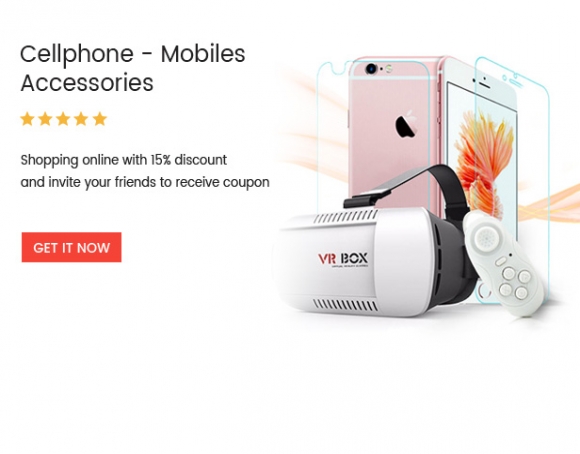 Cellphone - Mobiles
Accessories
Shopping online with 15% discount
and invite your friends to receive coupon
GET IT NOW
VR BOX